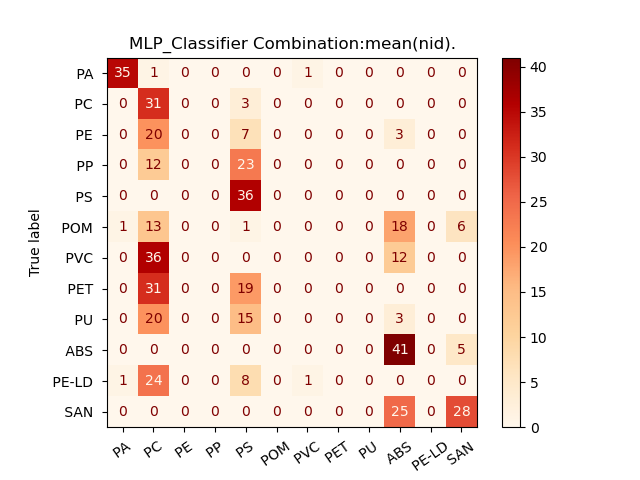 MLP_Classifier Combination:mean(nid).
PA 35 1 0 0 0 0 1 0 0 0 0 0
PC 0 31 0 0 3 0 0 0 0 0 0 0
PE 0 20 0 0 7 0 0 0 0 3 0 0
PP 0 12 0 0 23 0 0 0 0 0 0 0
PS 0 0 0 0 36 0 0 0 0 0 0 0
POM 1 13 0 0 1 0 0 0 0 18 0 6
PVC 0 36 0 0 0 0 0 0 0 12 0 0
PET 0 31 0 0 19 0 0 0 0 0 0 0
PU 0 20 0 0 15 0 0 0 0 3 0 0
ABS 0 0 0 0 0 0 0 0 0 41 0 5
PE-LD 1 24 0 0 8 0 1 0 0 0 0 0
SAN 0 0 0 0 0 0 0 0 0 25 0 28
PA PC PE PP PS POM PVC PET PU ABS PE-LD SAN
True label
40
35
30
25
20
15
10
5
0